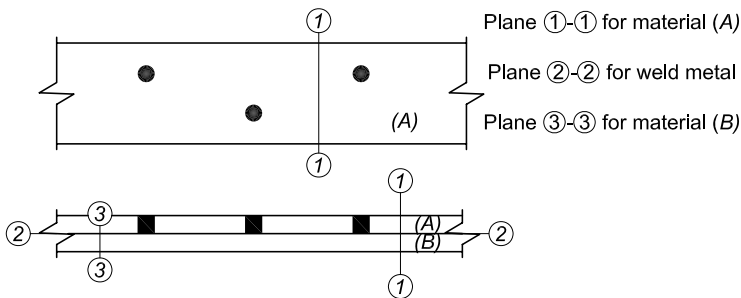 ①
Plane ①-① for material (A)
Plane ②-② for weld metal
Plane ③-③ for material (B)
(A)
①
①
③
②
(A)
②
(B)
③
①